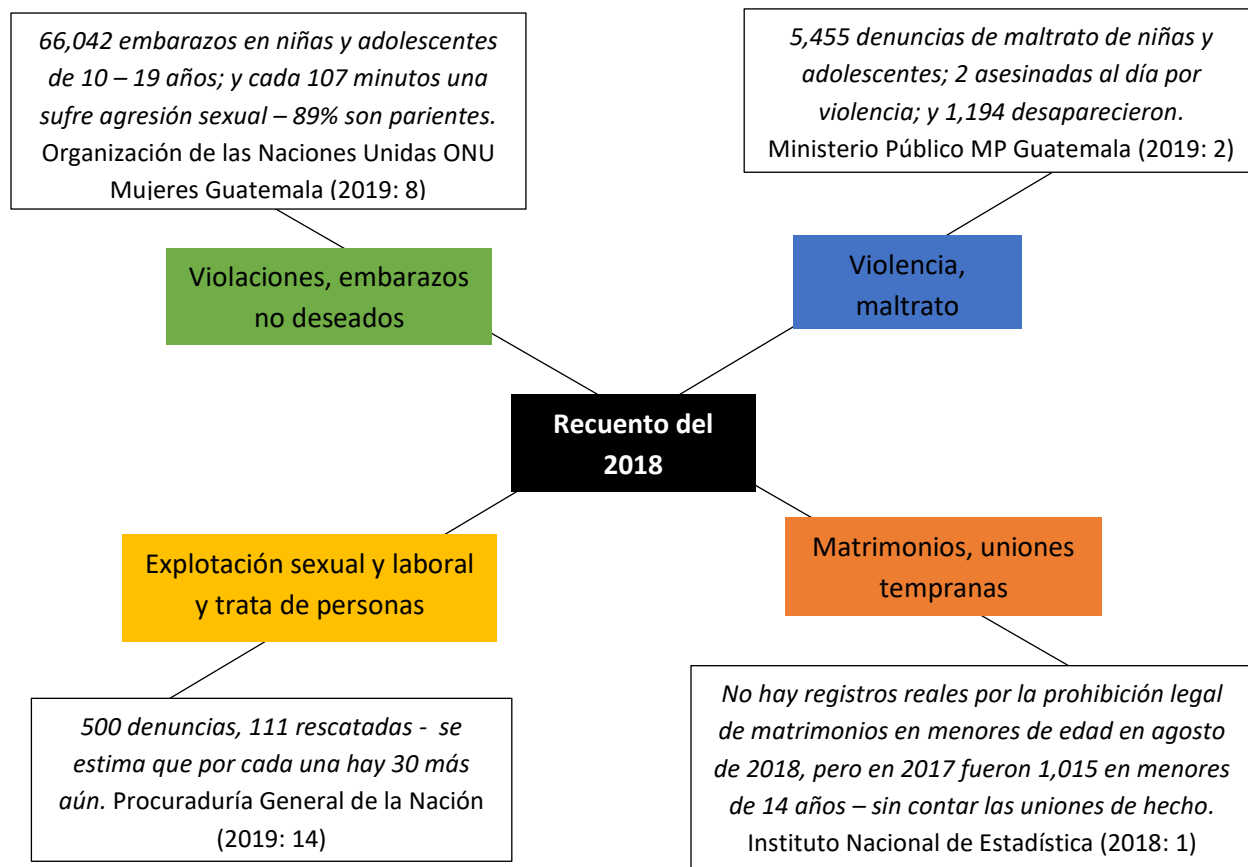 66,042 embarazos en niñas y adolescentes
de 10 – 19 años; y cada 107 minutos una
sufre agresión sexual – 89% son parientes.
Organización de las Naciones Unidas ONU
Mujeres Guatemala (2019: 8)
5,455 denuncias de maltrato de niñas y
adolescentes; 2 asesinadas al día por
violencia; y 1,194 desaparecieron.
Ministerio Público MP Guatemala (2019: 2)
Violaciones, embarazos
no deseados
Violencia,
maltrato
Recuento del
2018
Explotación sexual y laboral
y trata de personas
Matrimonios, uniones
tempranas
500 denuncias, 111 rescatadas - se
estima que por cada una hay 30 más
aún. Procuraduría General de la Nación
(2019: 14)
No hay registros reales por la prohibición legal
de matrimonios en menores de edad en agosto
de 2018, pero en 2017 fueron 1,015 en menores
de 14 años – sin contar las uniones de hecho.
Instituto Nacional de Estadística (2018: 1)